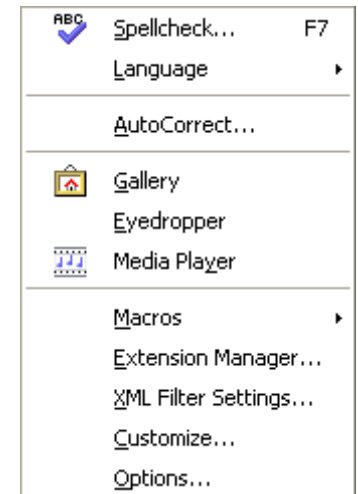 ABC Spellcheck... F7
Language
AutoCorrect...
Gallery
Eyedropper
Media Player
Macros
Extension Manager...
XML Filter Settings...
Customize...
Options...